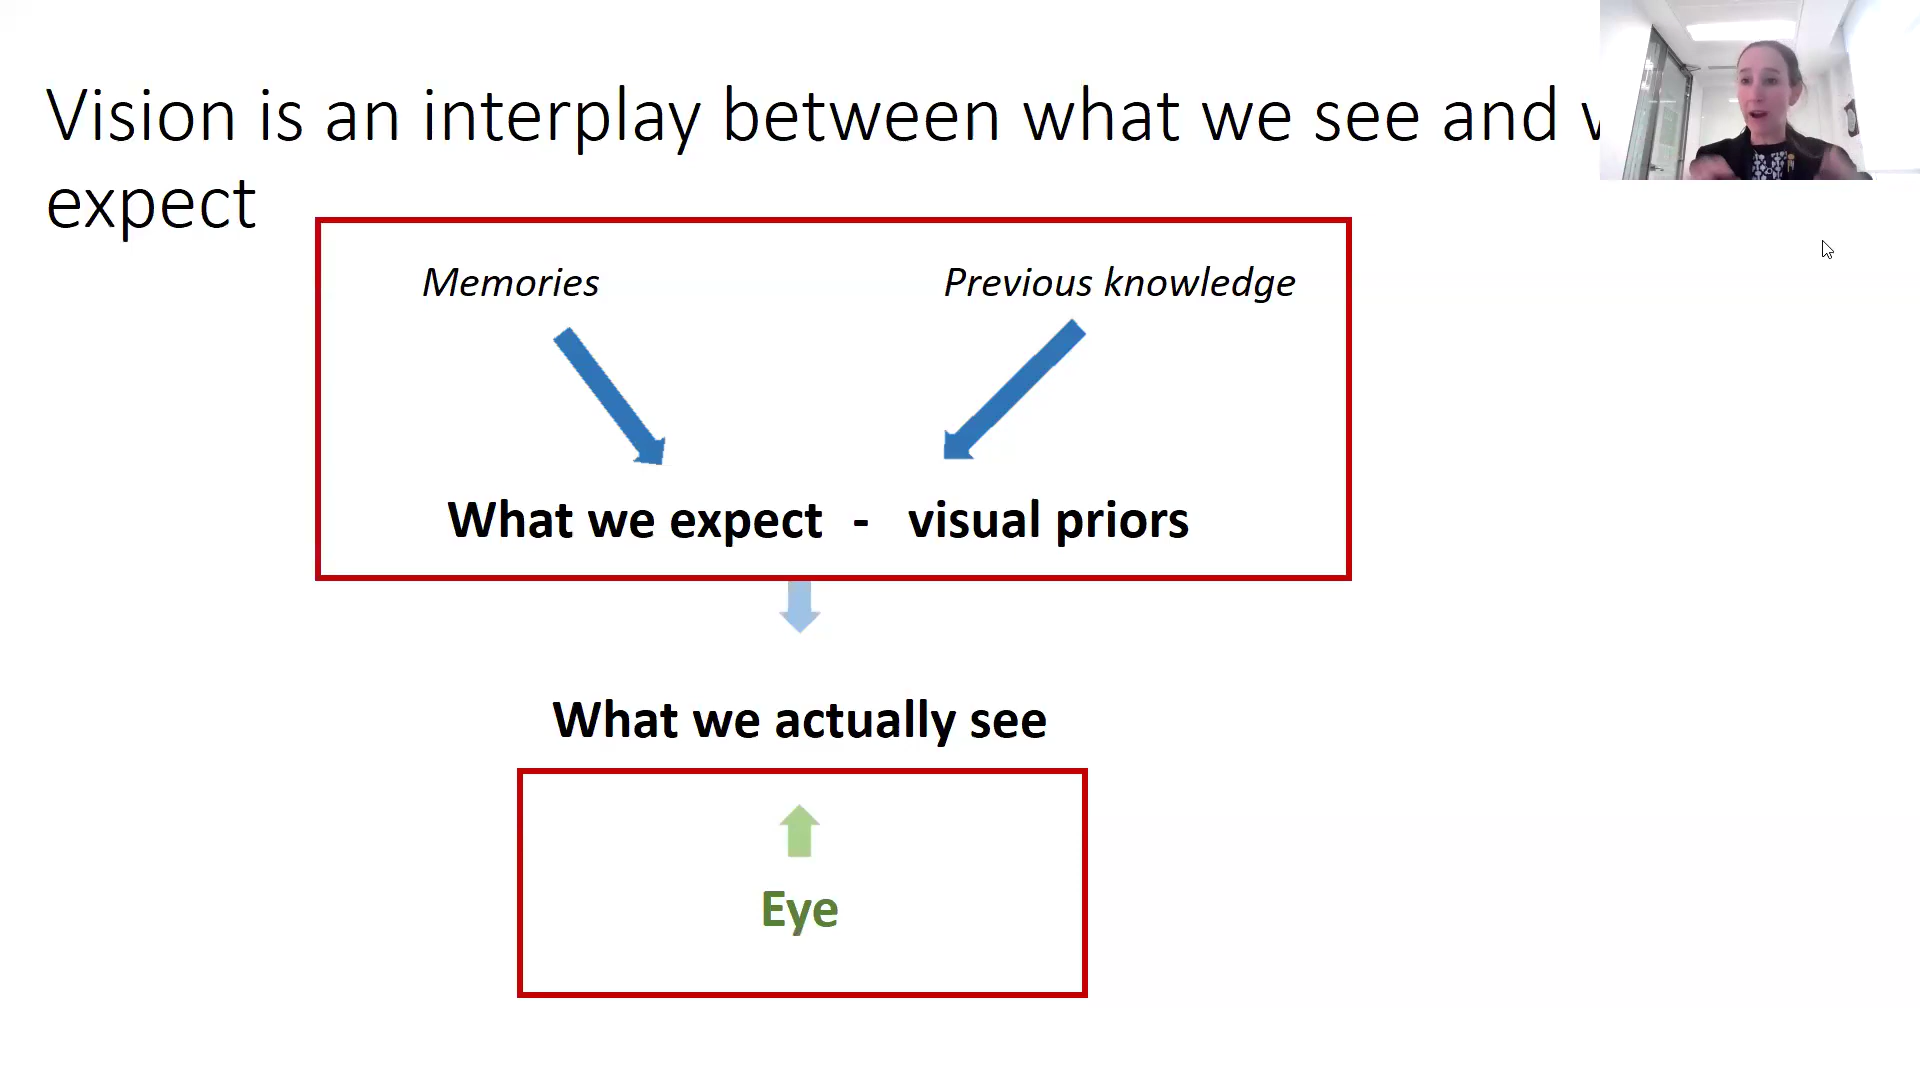 Vision is an interplay between what we see and
expect
Memories
Previous knowledge
What we expect - visual priors
What we actually see
Eye